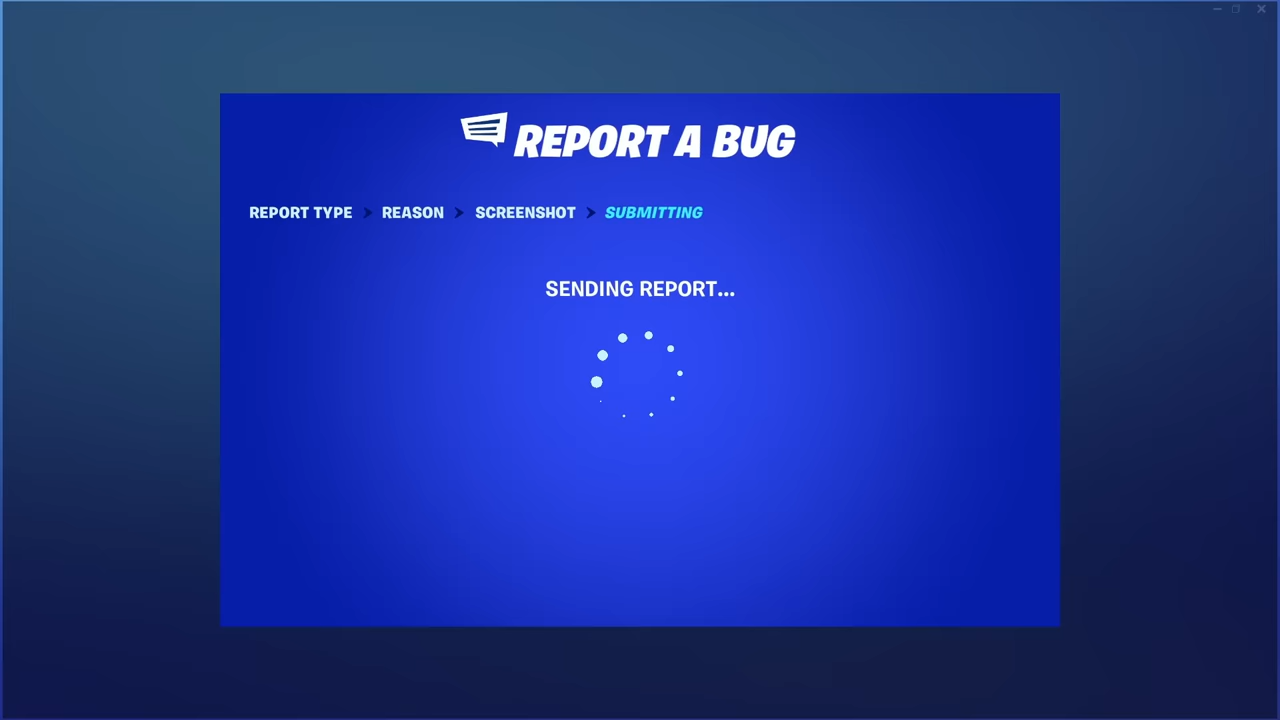 REPORT A BUG
REPORT TYPE > REASON > SCREENSHOT > SUBMITTING
SENDING REPORT...